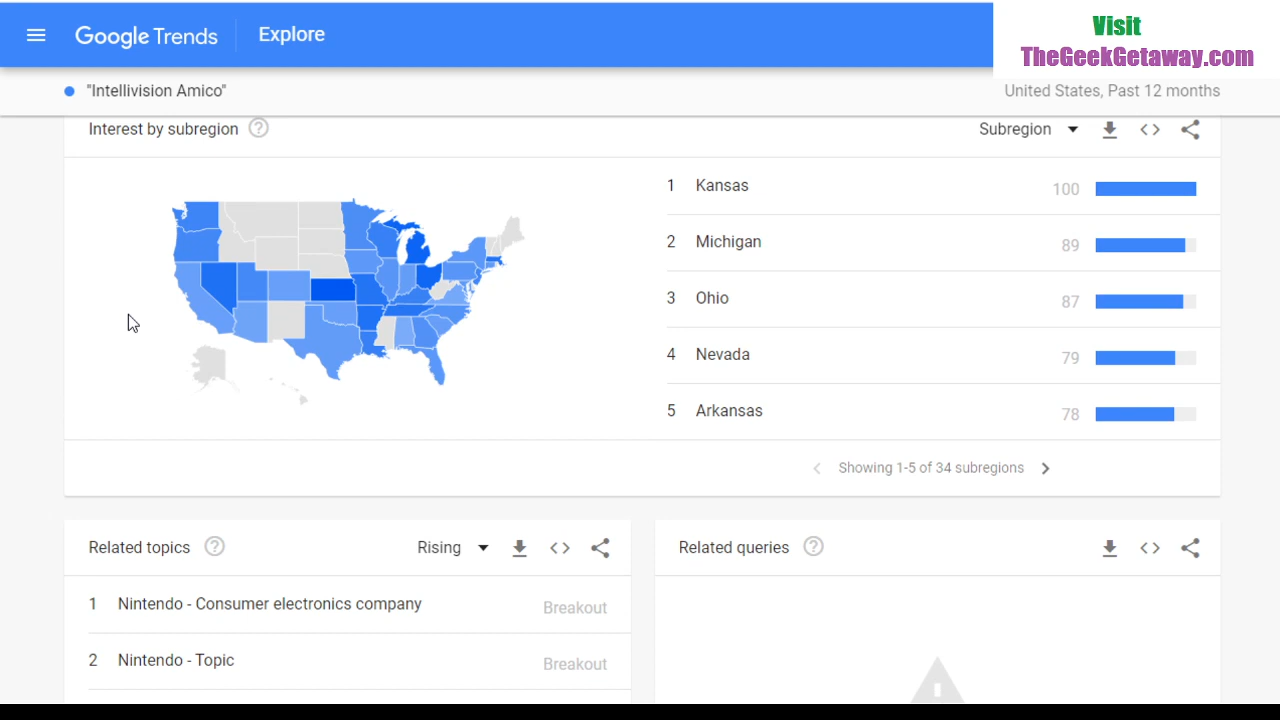 Google Trends
Explore
Visit
TheGeekGetaway.com
"Intellivision Amico"
United States, Past 12 months
Interest by subregion ?
Subregion
1 Kansas 100
2 Michigan 89
3 Ohio 87
4 Nevada 79
5 Arkansas 78
Showing 1-5 of 34 subregions
Related topics ?
Rising
1 Nintendo - Consumer electronics company Breakout
2 Nintendo - Topic Breakout
Related queries ?